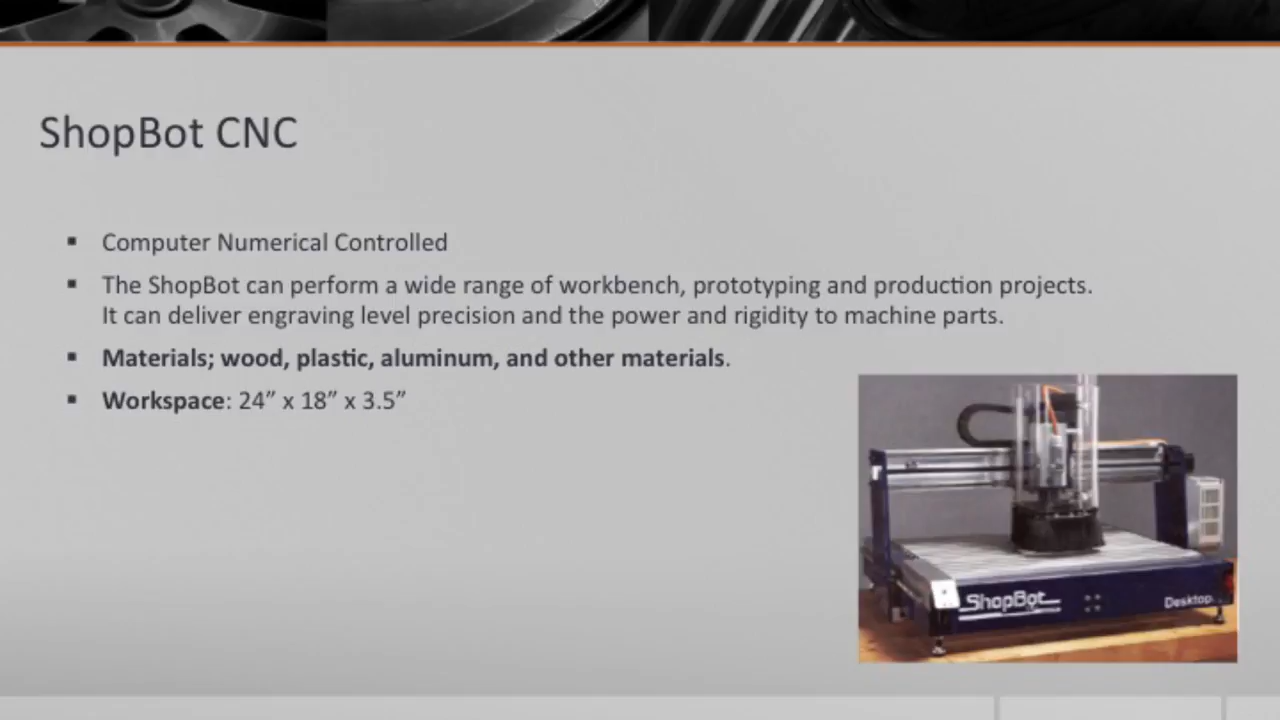 ShopBot CNC
Computer Numerical Controlled
The ShopBot can perform a wide range of workbench, prototyping and production projects.
It can deliver engraving level precision and the power and rigidity to machine parts.
Materials; wood, plastic, aluminum, and other materials.
Workspace: 24” x 18” x 3.5”
ShopBot
Desktop